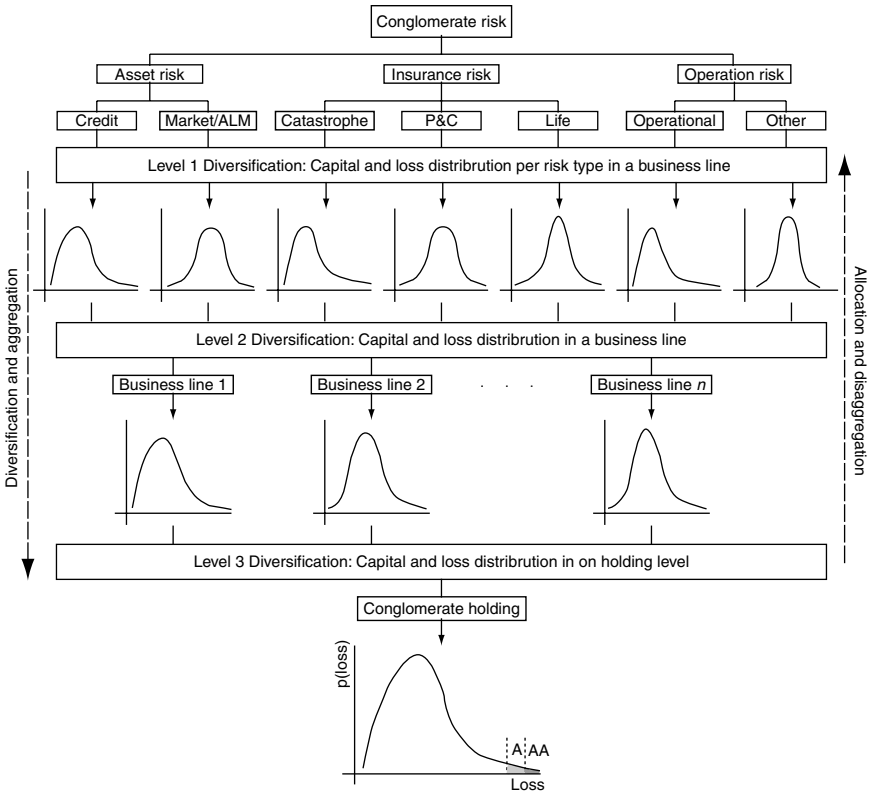 Conglomerate risk
Asset risk
Insurance risk
Operation risk
Credit
Market/ALM
Catastrophe
P&C
Life
Operational
Other
Level 1 Diversification: Capital and loss distribrution per risk type in a business line
Diversification and aggregation
Allocation and disaggregation
Level 2 Diversification: Capital and loss distribrution in a business line
Business line 1
Business line 2
. . .
Business line n
Level 3 Diversification: Capital and loss distribrution in on holding level
Conglomerate holding
p(loss)
A
AA
Loss